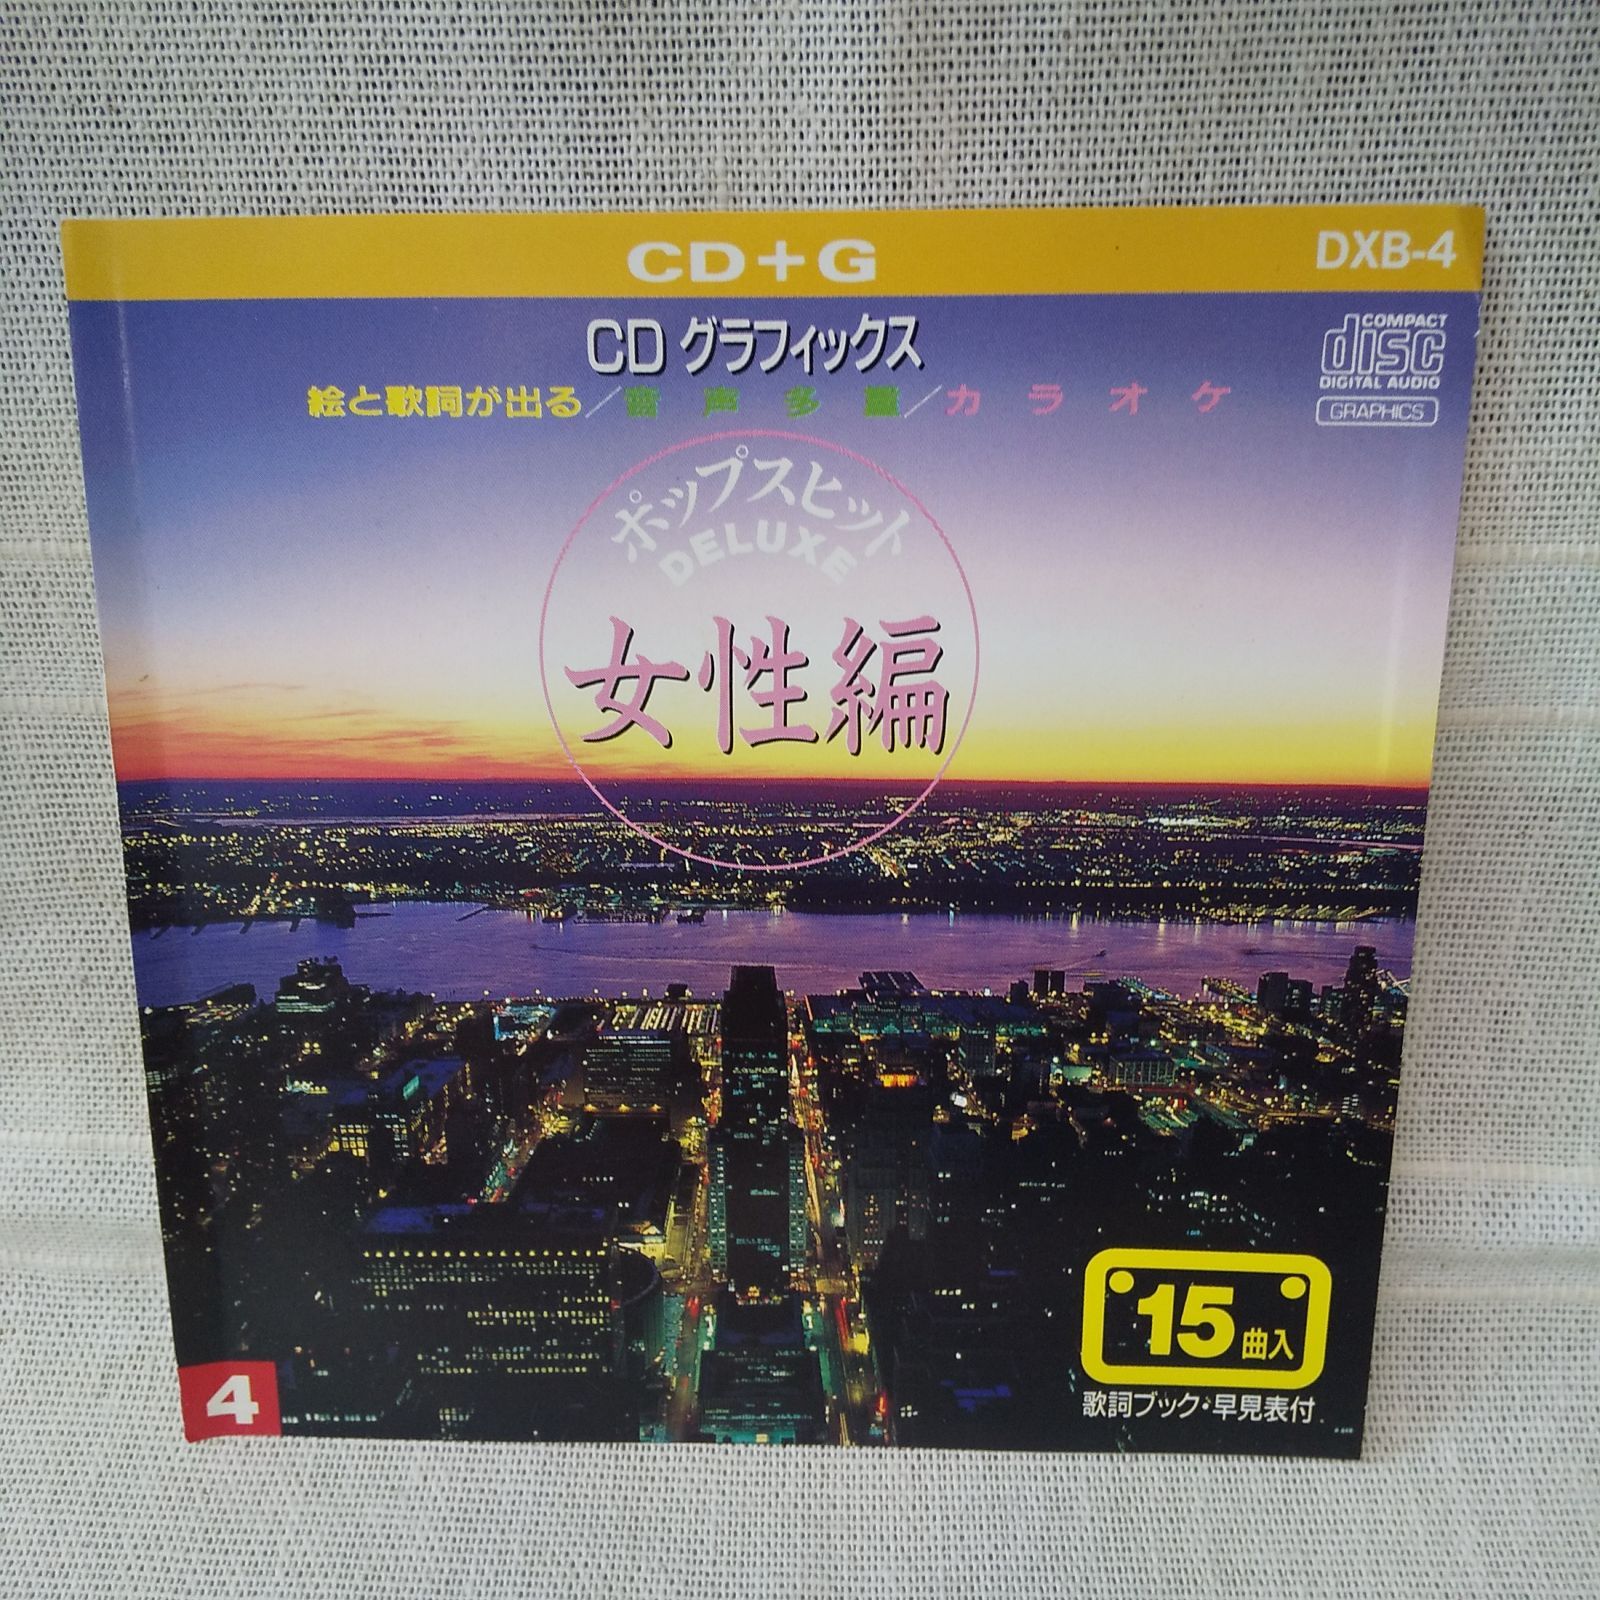 CD+G
DXB-4
CD グラフィックス
絵と歌詞が出る/音声多重/カラオケ
COMPACT
disc
DIGITAL AUDIO
GRAPHICS
ポップスヒット
DELUXE
女性編
15曲入
歌詞ブック・早見表付
4